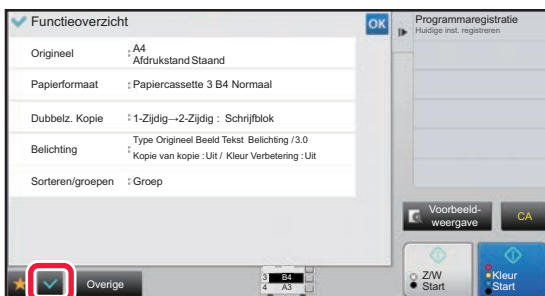 Functieoverzicht
OK
Origineel
:
A4
Afdrukstand Staand
Papierformaat
: Papiercassette 3 B4 Normaal
Dubbelz. Kopie
: 1-Zijdig→2-Zijdig : Schrijfblok
Belichting
:
Type Origineel Beeld Tekst Belichting /3.0
Kopie van kopie :Uit / Kleur Verbetering :Uit
Sorteren/groepen
: Groep
Overige
3 B4
4 A3
Programmaregistratie
Huidige inst. registreren
Voorbeeld-
weergave
CA
Z/W
Start
Kleur
Start